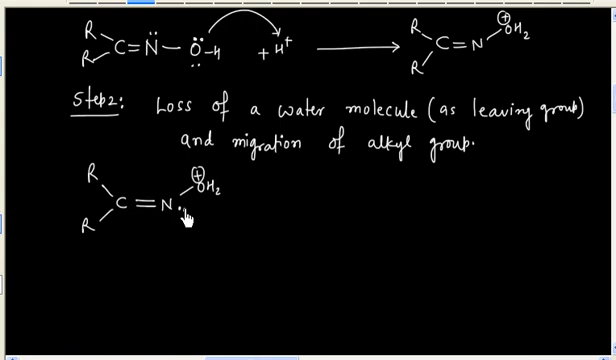 R
R C = N̈ — Ö – H + H⁺ ⟶ R R C = N – ⊕OH₂
Step2: Loss of a water molecule (as leaving group)
and migration of alkyl group.
R ⊕OH₂
C = N
R